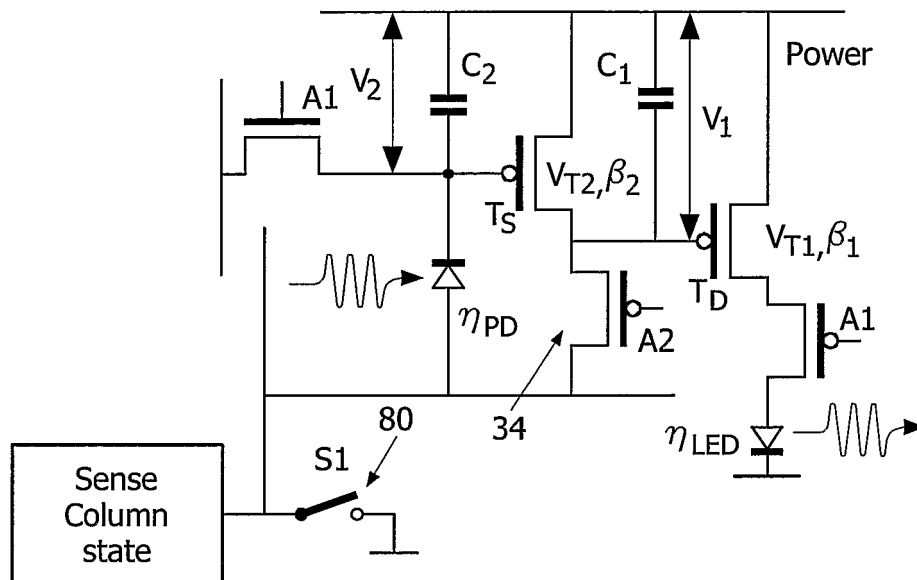 Power
V2
C2
C1
V1
A1
VT2,β2
TS
VT1,β1
TD
A1
ηPD
A2
34
80
ηLED
S1
Sense
Column
state